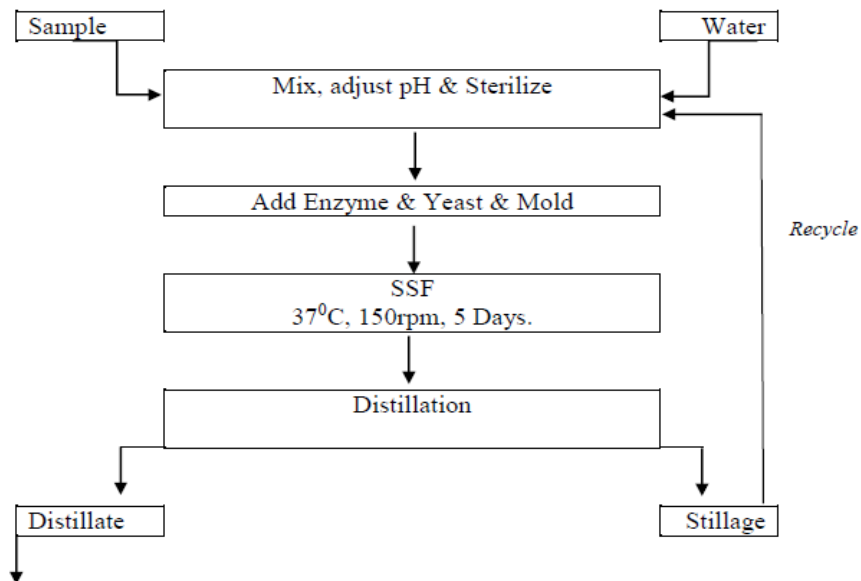 Sample
Water
Mix, adjust pH & Sterilize
Add Enzyme & Yeast & Mold
Recycle
SSF
37⁰C, 150rpm, 5 Days.
Distillation
Distillate
Stillage